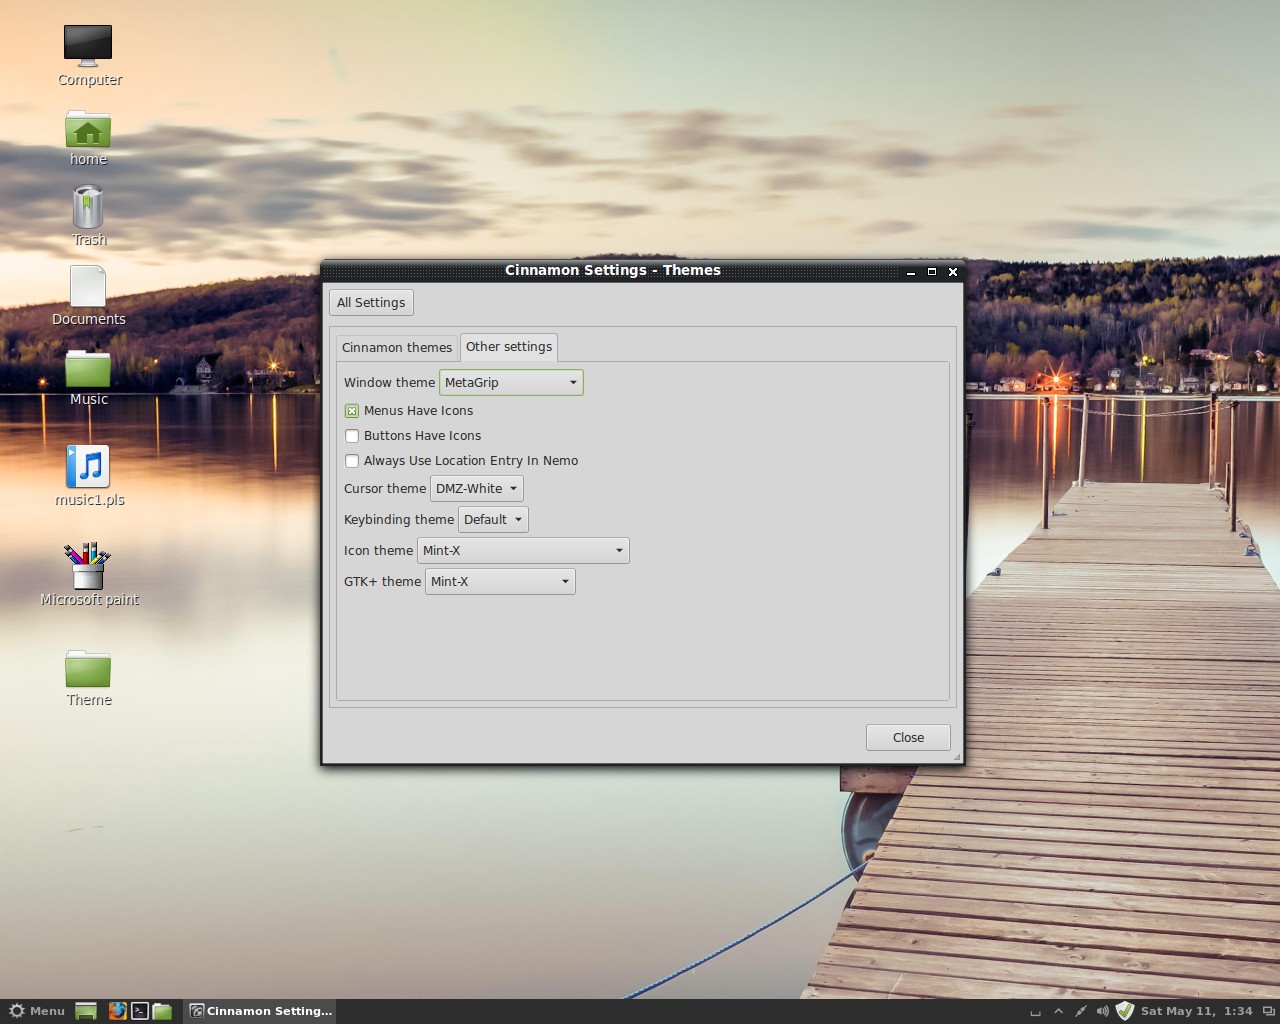 Computer
home
Trash
Documents
Music
music1.pls
Microsoft paint
Theme
Cinnamon Settings - Themes
All Settings
Cinnamon themes Other settings
Window theme MetaGrip
Menus Have Icons
Buttons Have Icons
Always Use Location Entry In Nemo
Cursor theme DMZ-White
Keybinding theme Default
Icon theme Mint-X
GTK+ theme Mint-X
Close
Menu Cinnamon Setting... Sat May 11, 1:34